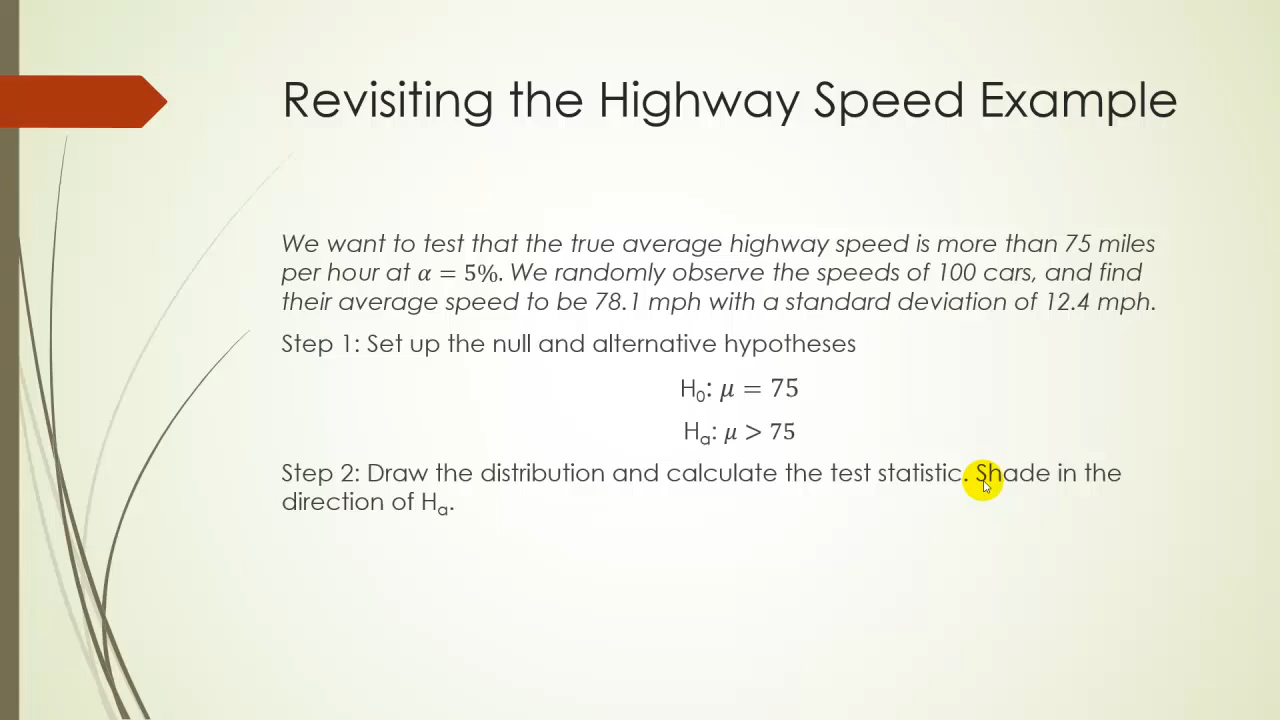 Revisiting the Highway Speed Example
We want to test that the true average highway speed is more than 75 miles
per hour at α = 5%. We randomly observe the speeds of 100 cars, and find
their average speed to be 78.1 mph with a standard deviation of 12.4 mph.
Step 1: Set up the null and alternative hypotheses
H₀: μ = 75
Hₐ: μ > 75
Step 2: Draw the distribution and calculate the test statistic. Shade in the
direction of Hₐ.